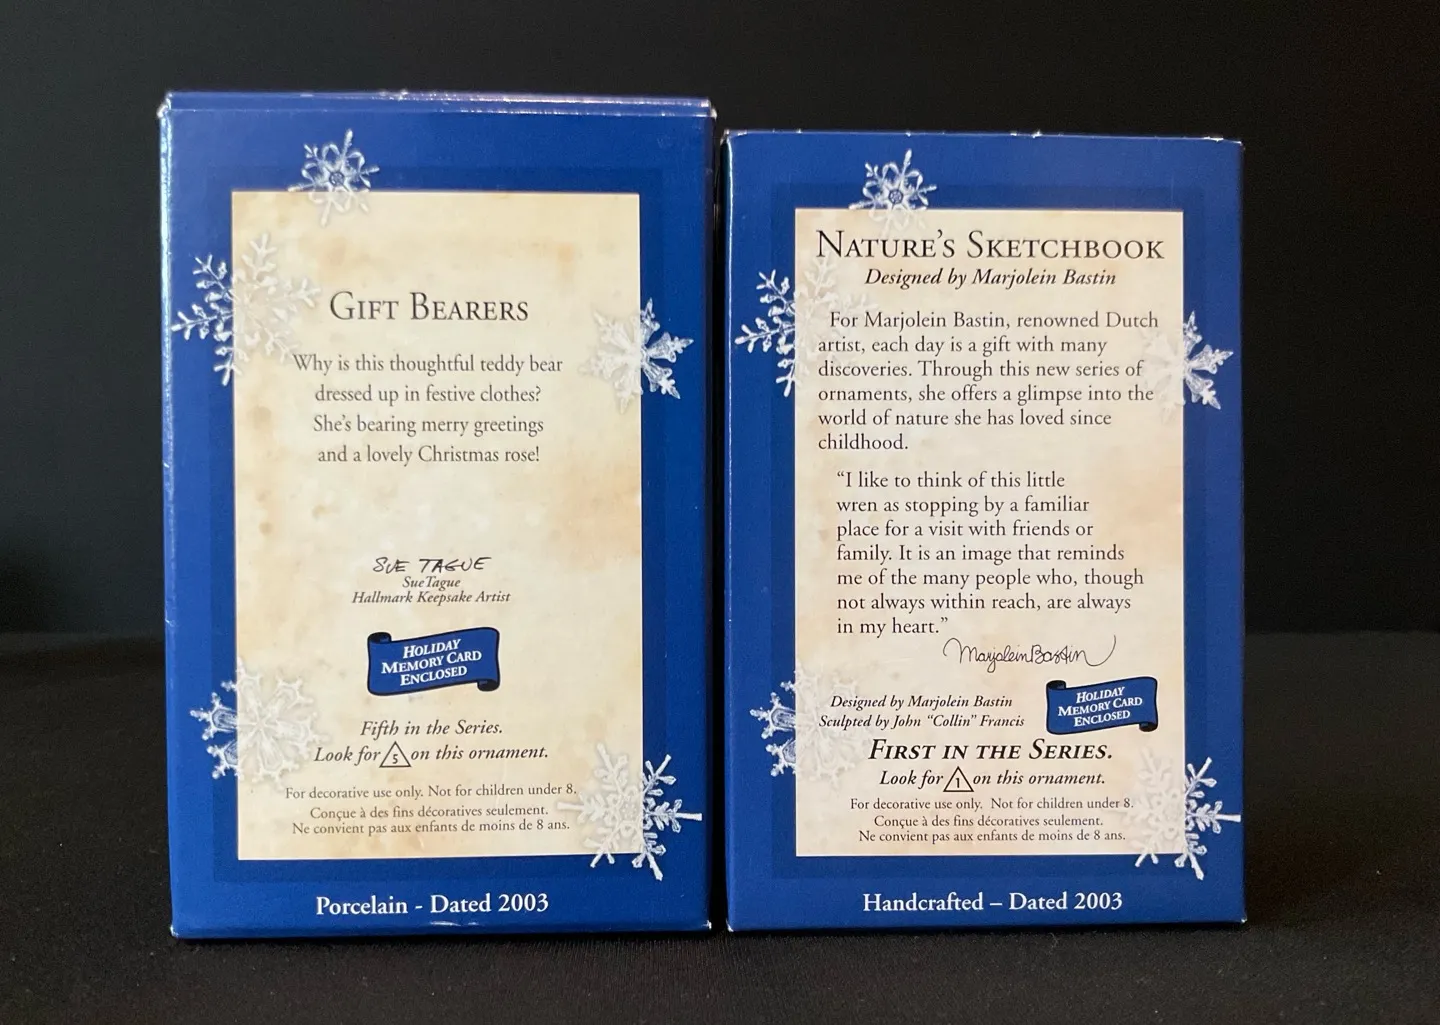 GIFT BEARERS
Why is this thoughtful teddy bear
dressed up in festive clothes?
She's bearing merry greetings
and a lovely Christmas rose!
SUE TAGUE
Sue Tague
Hallmark Keepsake Artist
HOLIDAY
MEMORY CARD
ENCLOSED
Fifth in the Series.
Look for 5 on this ornament.
For decorative use only. Not for children under 8.
Conçue à des fins décoratives seulement.
Ne convient pas aux enfants de moins de 8 ans.
Porcelain - Dated 2003
NATURE'S SKETCHBOOK
Designed by Marjolein Bastin
For Marjolein Bastin, renowned Dutch
artist, each day is a gift with many
discoveries. Through this new series of
ornaments, she offers a glimpse into the
world of nature she has loved since
childhood.
“I like to think of this little
wren as stopping by a familiar
place for a visit with friends or
family. It is an image that reminds
me of the many people who, though
not always within reach, are always
in my heart.”
Marjolein Bastin
Designed by Marjolein Bastin
Sculpted by John “Collin” Francis
HOLIDAY
MEMORY CARD
ENCLOSED
FIRST IN THE SERIES.
Look for 1 on this ornament.
For decorative use only. Not for children under 8.
Conçue à des fins décoratives seulement.
Ne convient pas aux enfants de moins de 8 ans.
Handcrafted – Dated 2003